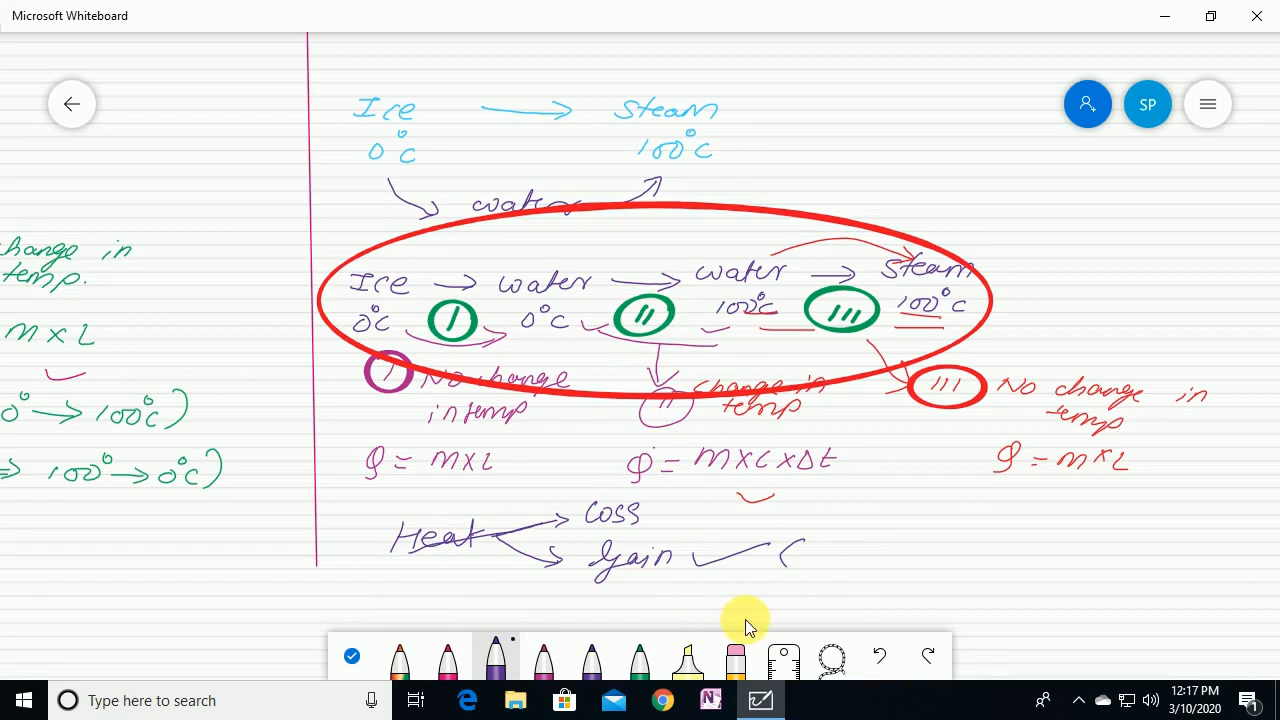 Microsoft Whiteboard
SP
Ice → Steam
0°C 100°C
water
Ice → water → water → Steam
0°C I 0°C II 100°C III 100°C
change in
temp.
M×L
0° → 100°C)
⇒ 100° → 0°C)
I No change
in temp
II change in
temp
III No change in
temp
Q = M×L
Q = M×C×Δt
Q = M×L
Heat → Loss
→ Gain ✓ (
Type here to search
12:17 PM
3/10/2020
1